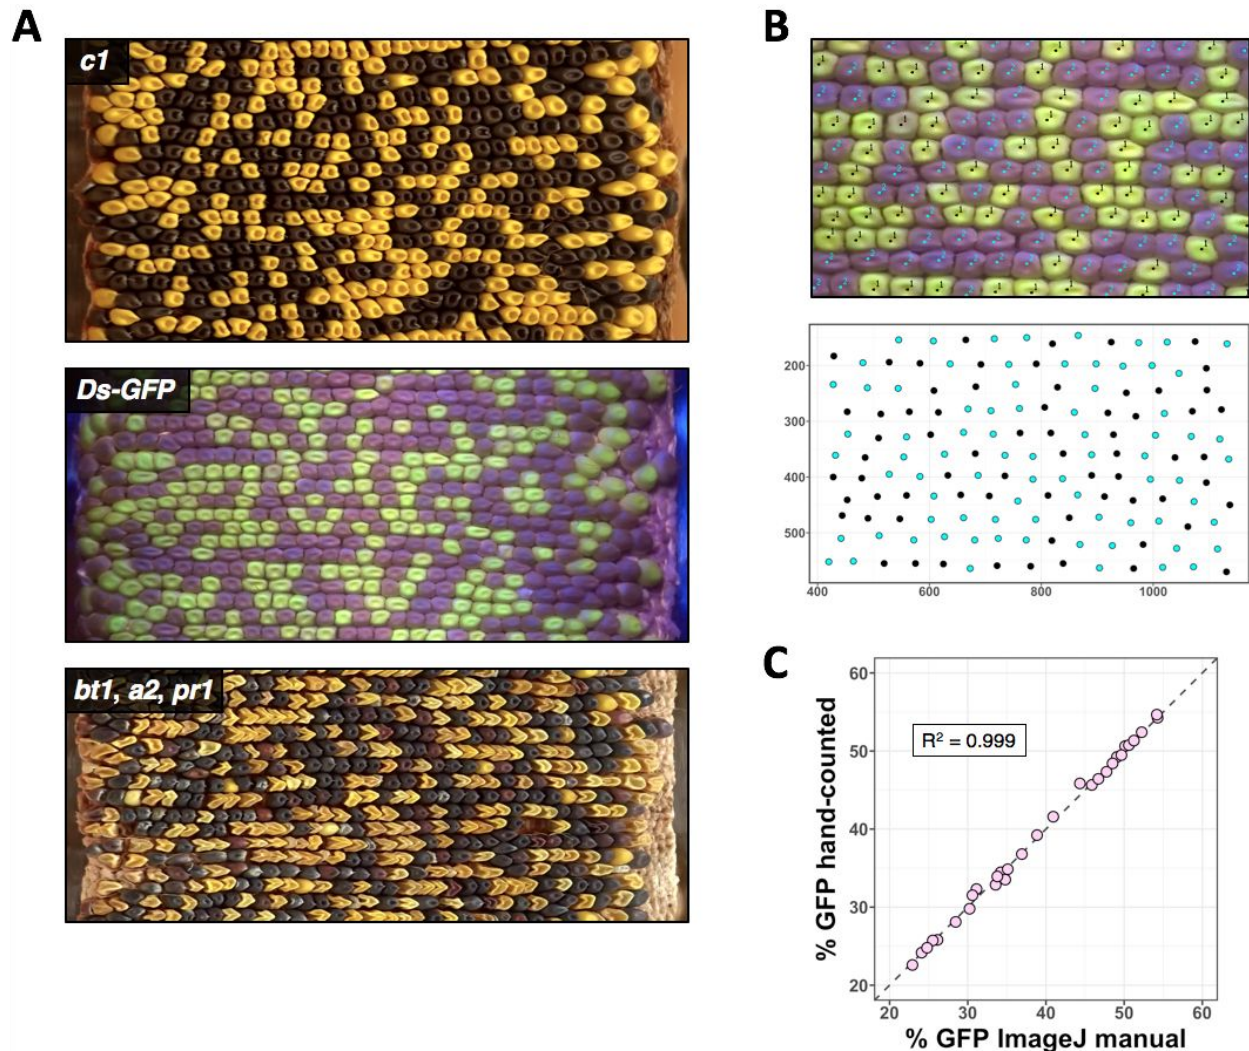 A
c1
Ds-GFP
bt1, a2, pr1
B
200
300
400
500
400 600 800 1000
C
60
50
40
30
20
R² = 0.999
% GFP hand-counted
20 30 40 50 60
% GFP ImageJ manual